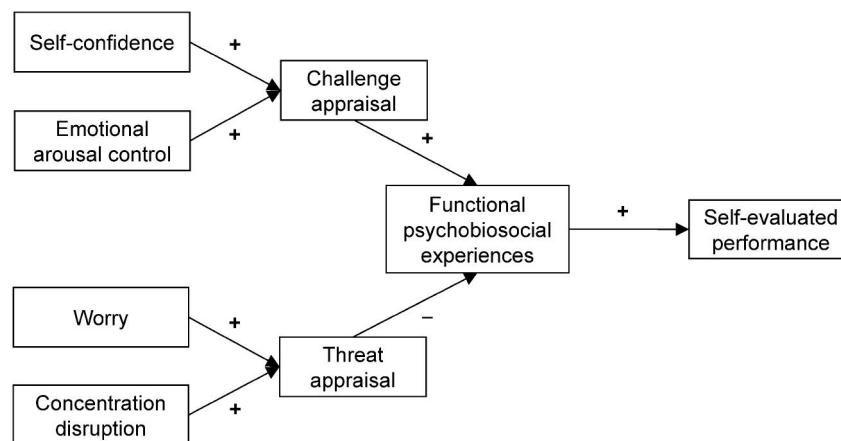 Self-confidence
+
Challenge
appraisal
Emotional
arousal control
+
+
Functional
psychobiosocial
experiences
+
Self-evaluated
performance
Worry
+
–
Threat
appraisal
Concentration
disruption
+